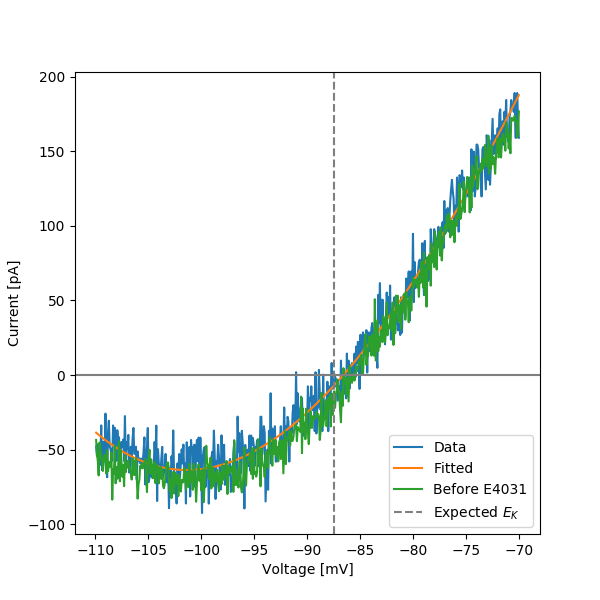 200
150
100
50
0
−50
−100
Current [pA]
Data
Fitted
Before E4031
Expected E_K
−110 −105 −100 −95 −90 −85 −80 −75 −70
Voltage [mV]